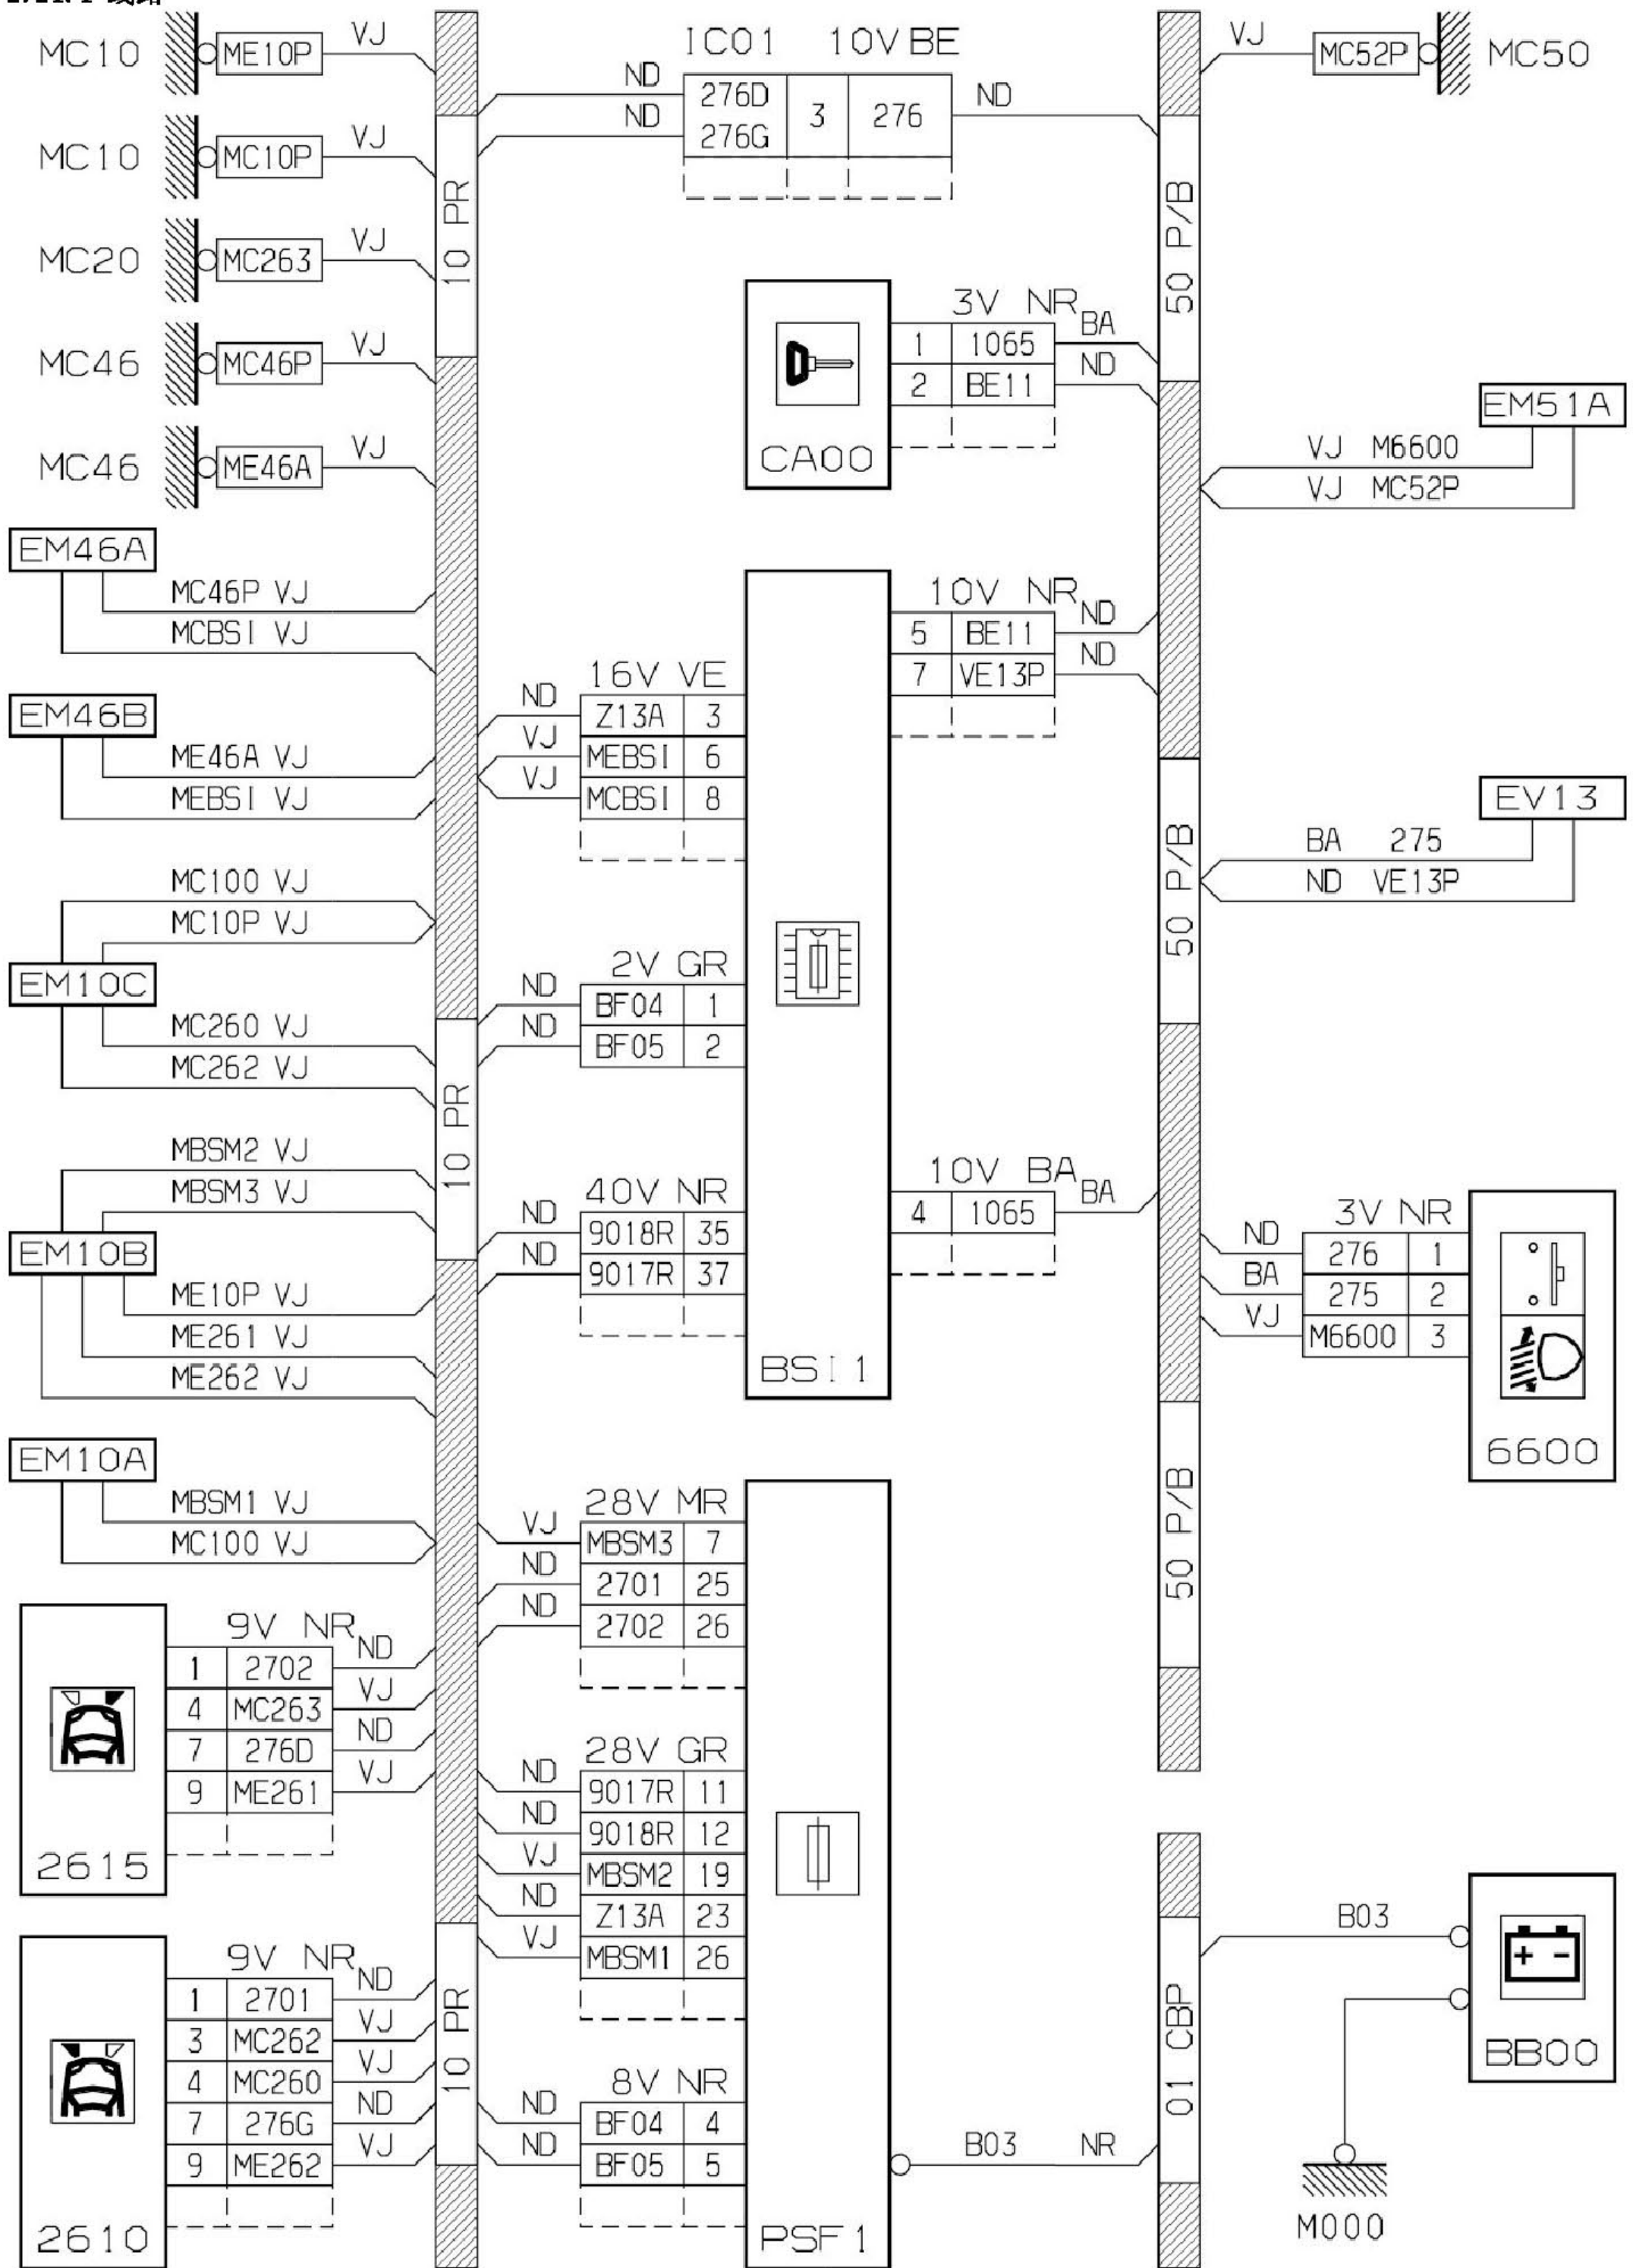 MC10 ME10P VJ
MC10 MC10P VJ
MC20 MC263 VJ
MC46 MC46P VJ
MC46 ME46A VJ
EM46A
MC46P VJ
MCBSI VJ
EM46B
ME46A VJ
MEBSI VJ
MC100 VJ
MC10P VJ
EM10C
MC260 VJ
MC262 VJ
MBSM2 VJ
MBSM3 VJ
EM10B
ME10P VJ
ME261 VJ
ME262 VJ
EM10A
MBSM1 VJ
MC100 VJ
9V NR
1 2702 ND
4 MC263 VJ
7 276D ND
9 ME261 VJ
2615
9V NR
1 2701 ND
3 MC262 VJ
4 MC260 VJ
7 276G ND
9 ME262 VJ
2610
10 PR
10 PR
10 PR
IC01 10V BE
ND 276D 3 276 ND
ND 276G
3V NR
1 1065 BA
2 BE11 ND
CA00
10V NR
5 BE11 ND
7 VE13P ND
16V VE
ND Z13A 3
VJ MEBSI 6
VJ MCBSI 8
2V GR
ND BF04 1
ND BF05 2
40V NR
ND 9018R 35
ND 9017R 37
10V BA
4 1065 BA
BSI1
28V MR
VJ MBSM3 7
ND 2701 25
ND 2702 26
28V GR
ND 9017R 11
ND 9018R 12
VJ MBSM2 19
ND Z13A 23
VJ MBSM1 26
8V NR
ND BF04 4
ND BF05 5
PSF1
B03 NR
50 P/B
50 P/B
50 P/B
01 CBP
VJ MC52P MC50
EM51A
VJ M6600
VJ MC52P
EV13
BA 275
ND VE13P
3V NR
ND 276 1
BA 275 2
VJ M6600 3
6600
B03
+ -
BB00
M000